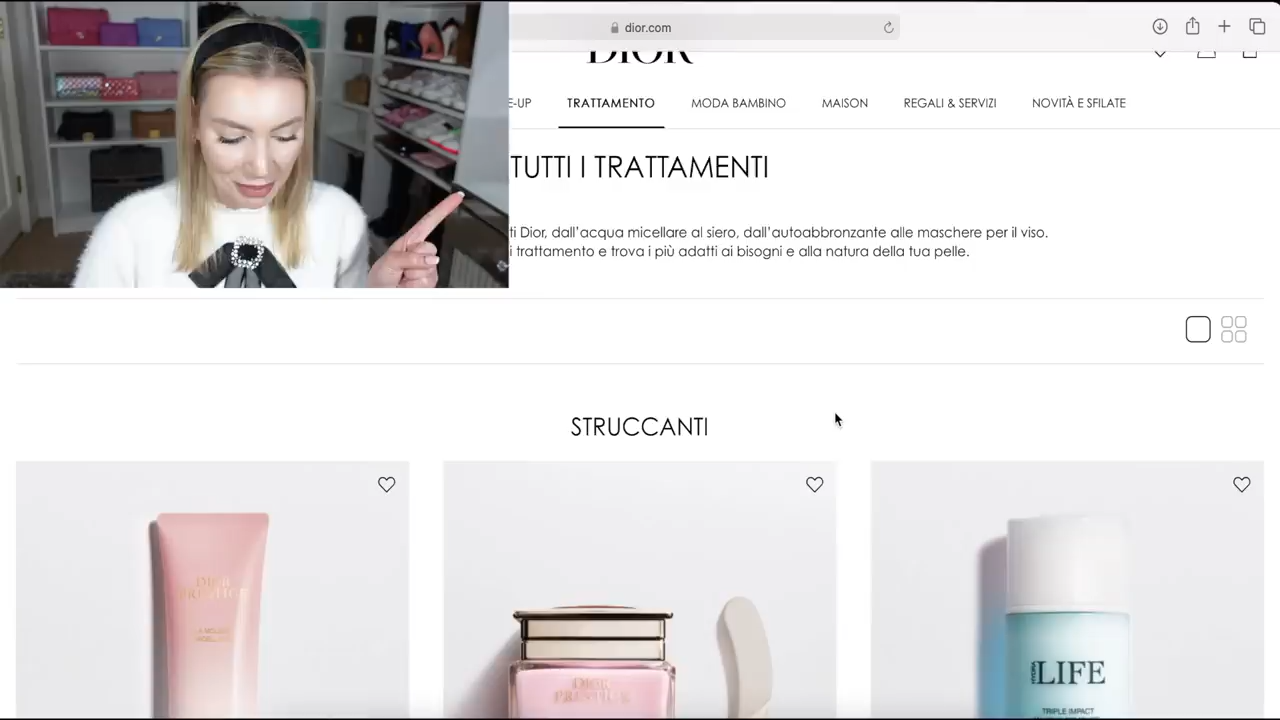 dior.com
DIOR
E-UP TRATTAMENTO MODA BAMBINO MAISON REGALI & SERVIZI NOVITÀ E SFILATE
TUTTI I TRATTAMENTI
ti Dior, dall'acqua micellare al siero, dall'autoabbronzante alle maschere per il viso.
i trattamento e trova i più adatti ai bisogni e alla natura della tua pelle.
STRUCCANTI
DIOR
PRESTIGE
DIOR
PRESTIGE
HYDRA LIFE
TRIPLE IMPACT